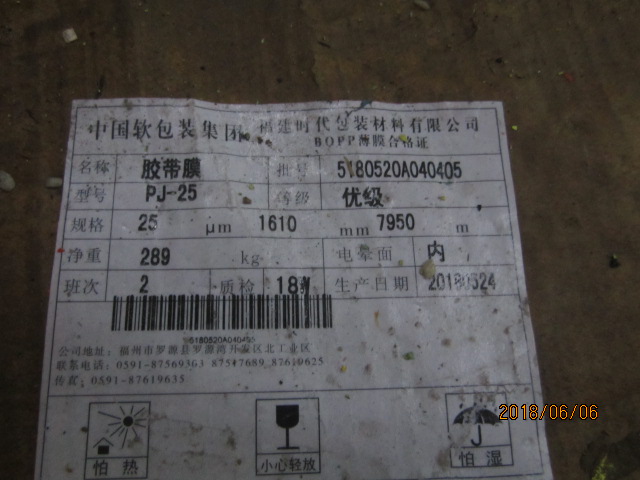 中国软包装集团 福建时代包装材料有限公司
BOPP薄膜合格证
名称 胶带膜 批号 5180520A040405
型号 PJ-25 等级 优级
规格 25 μm 1610 mm 7950 m
净重 289 kg 电晕面 内
班次 2 质检 生产日期 20180524
5180520A040405
公司地址：福州市罗源县罗源湾开发区北工业区
联系电话：0591-87569363 87547689 87619625
传真：0591-87619635
怕热 小心轻放 怕湿
2018/06/06